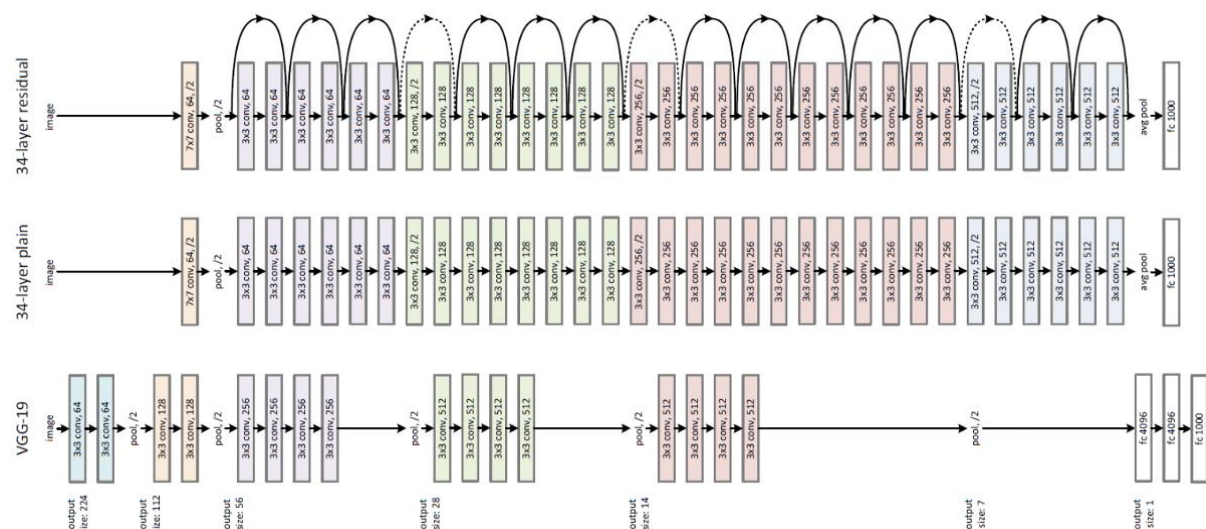 34-layer residual
image
7x7 conv, 64, /2
pool, /2
3x3 conv, 64
3x3 conv, 64
3x3 conv, 64
3x3 conv, 64
3x3 conv, 64
3x3 conv, 64
3x3 conv, 128, /2
3x3 conv, 128
3x3 conv, 128
3x3 conv, 128
3x3 conv, 128
3x3 conv, 128
3x3 conv, 128
3x3 conv, 128
3x3 conv, 256, /2
3x3 conv, 256
3x3 conv, 256
3x3 conv, 256
3x3 conv, 256
3x3 conv, 256
3x3 conv, 256
3x3 conv, 256
3x3 conv, 256
3x3 conv, 256
3x3 conv, 256
3x3 conv, 256
3x3 conv, 512, /2
3x3 conv, 512
3x3 conv, 512
3x3 conv, 512
3x3 conv, 512
3x3 conv, 512
avg pool
fc 1000
34-layer plain
image
7x7 conv, 64, /2
pool, /2
3x3 conv, 64
3x3 conv, 64
3x3 conv, 64
3x3 conv, 64
3x3 conv, 64
3x3 conv, 64
3x3 conv, 128, /2
3x3 conv, 128
3x3 conv, 128
3x3 conv, 128
3x3 conv, 128
3x3 conv, 128
3x3 conv, 128
3x3 conv, 128
3x3 conv, 256, /2
3x3 conv, 256
3x3 conv, 256
3x3 conv, 256
3x3 conv, 256
3x3 conv, 256
3x3 conv, 256
3x3 conv, 256
3x3 conv, 256
3x3 conv, 256
3x3 conv, 256
3x3 conv, 256
3x3 conv, 512, /2
3x3 conv, 512
3x3 conv, 512
3x3 conv, 512
3x3 conv, 512
3x3 conv, 512
avg pool
fc 1000
VGG-19
image
3x3 conv, 64
3x3 conv, 64
pool, /2
3x3 conv, 128
3x3 conv, 128
pool, /2
3x3 conv, 256
3x3 conv, 256
3x3 conv, 256
3x3 conv, 256
pool, /2
3x3 conv, 512
3x3 conv, 512
3x3 conv, 512
3x3 conv, 512
pool, /2
3x3 conv, 512
3x3 conv, 512
3x3 conv, 512
3x3 conv, 512
pool, /2
fc 4096
fc 4096
fc 1000
output
size: 224
output
size: 112
output
size: 56
output
size: 28
output
size: 14
output
size: 7
output
size: 1